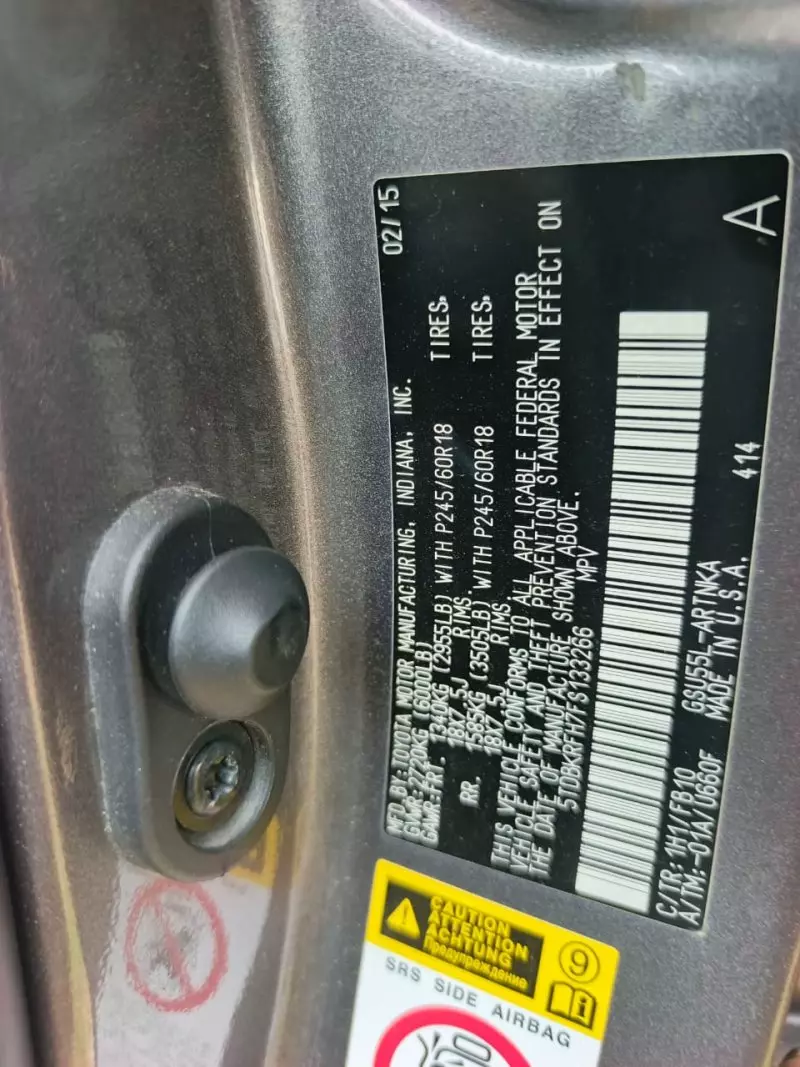 MFD BY: TOYOTA MOTOR MANUFACTURING, INDIANA, INC. 02/15
GVWR 2720KG (6000LB)
GAWR FRT. 1340KG (2955LB) WITH P245/60R18 TIRES.
18X7.5J RIMS.
RR. 1585KG (3505LB) WITH P245/60R18 TIRES.
18X7.5J RIMS
THIS VEHICLE CONFORMS TO ALL APPLICABLE FEDERAL MOTOR
VEHICLE SAFETY AND THEFT PREVENTION STANDARDS IN EFFECT ON
THE DATE OF MANUFACTURE SHOWN ABOVE.
5TDBKRFH7FS133266 MPV
C/TR: 1H1/FB10 GSU55L-ARTNKA 414
A/TM:-01A/U660F MADE IN U.S.A. A
CAUTION
ATTENTION
ACHTUNG
Предупреждение
9
SRS SIDE AIRBAG